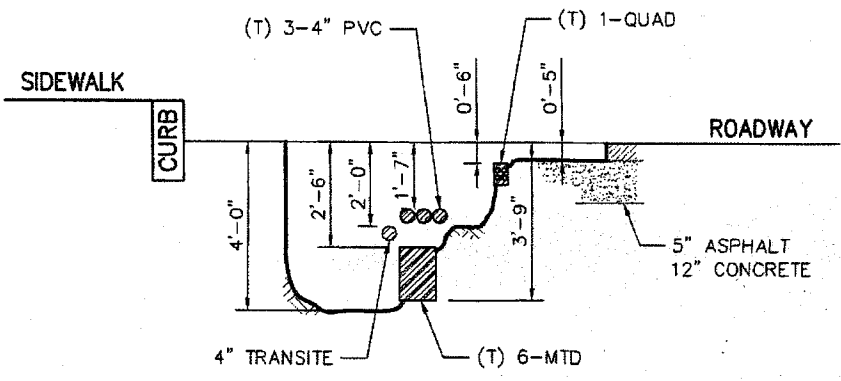 (T) 3-4" PVC
(T) 1-QUAD
SIDEWALK
CURB
0'-6"
0'-5"
ROADWAY
4'-0"
2'-6"
2'-0"
1'-7"
3'-9"
5" ASPHALT
12" CONCRETE
4" TRANSITE
(T) 6-MTD